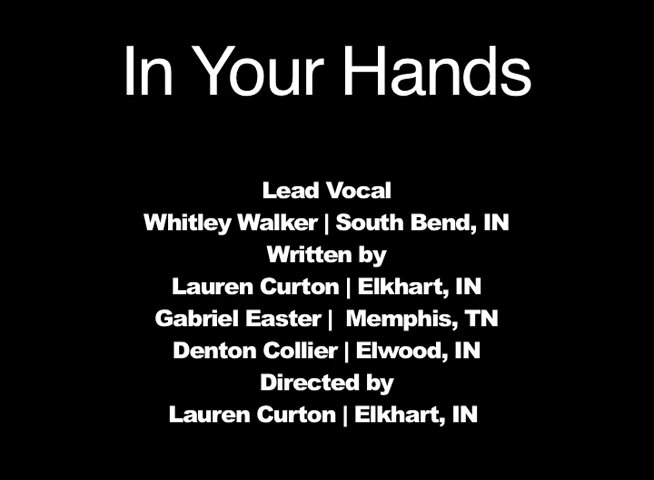 In Your Hands
Lead Vocal
Whitley Walker | South Bend, IN
Written by
Lauren Curton | Elkhart, IN
Gabriel Easter |  Memphis, TN
Denton Collier | Elwood, IN
Directed by
Lauren Curton | Elkhart, IN